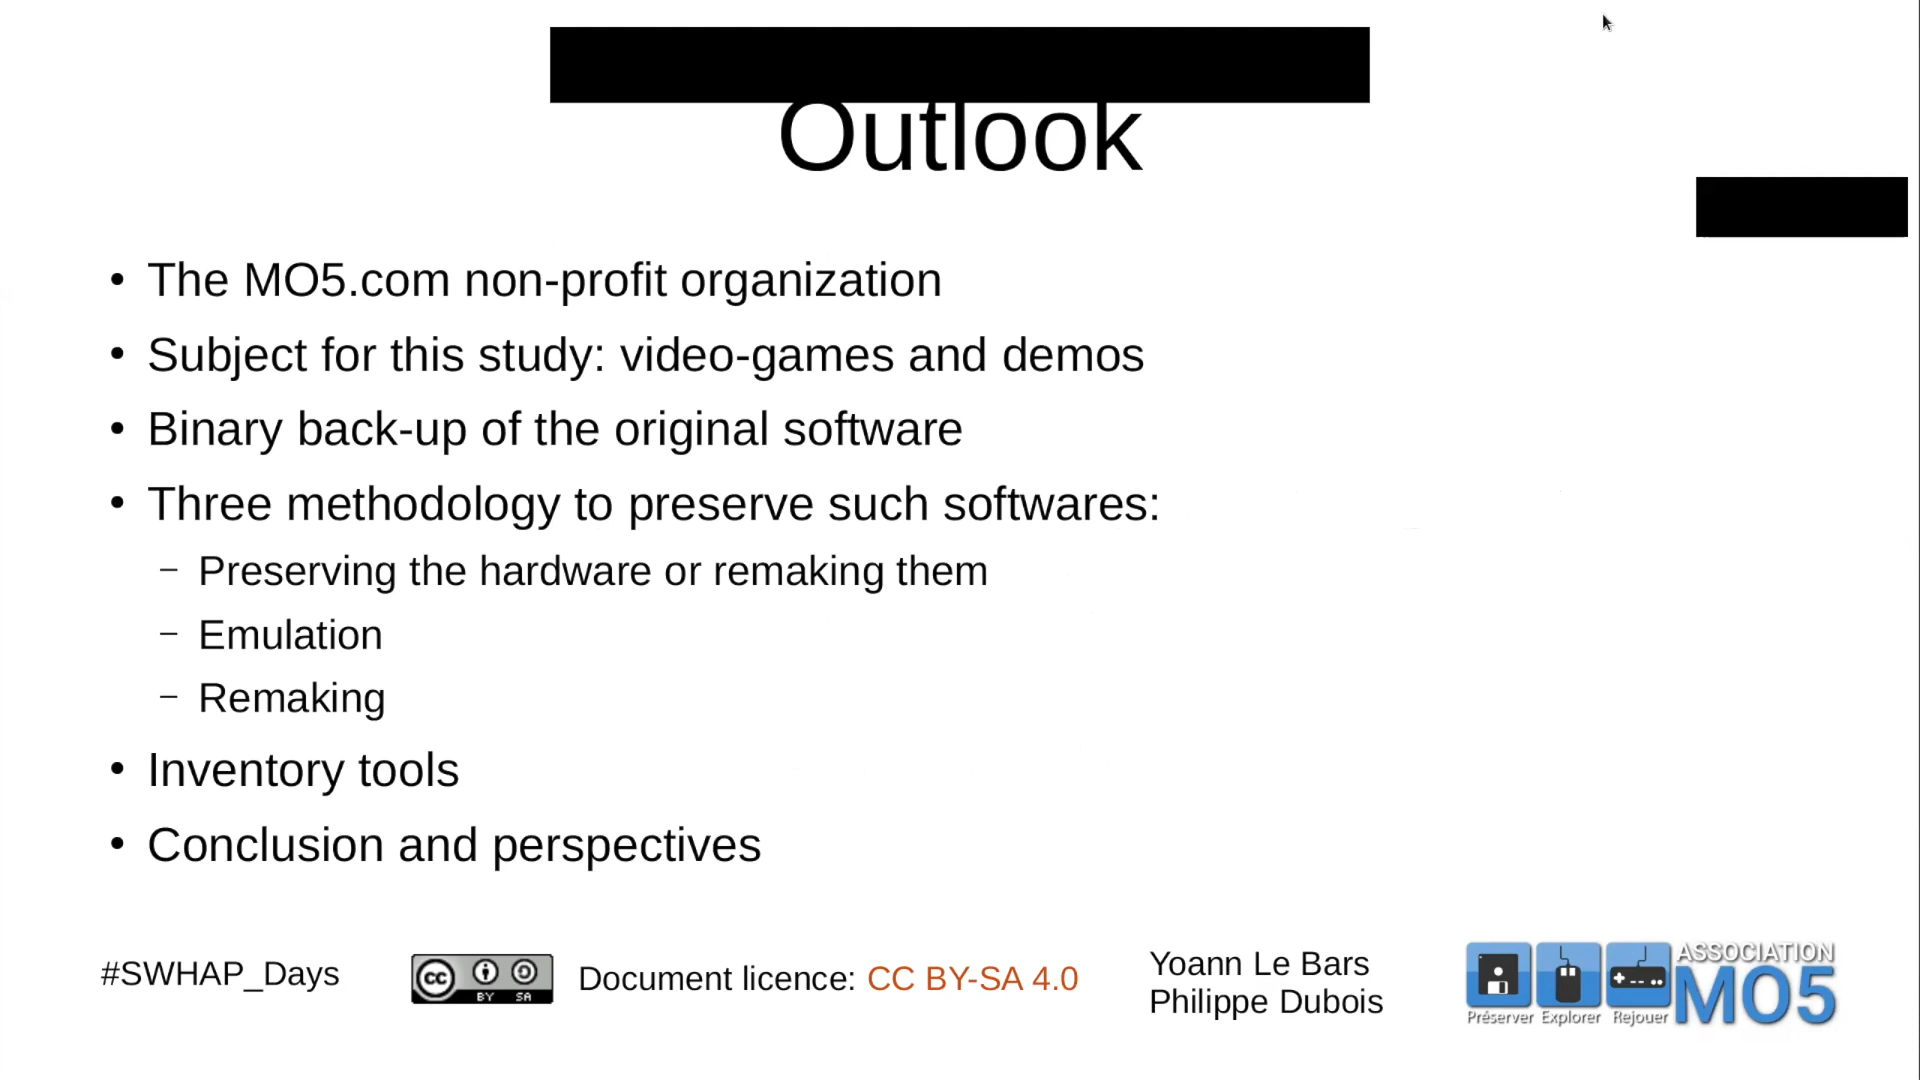 Outlook
• The MO5.com non-profit organization
• Subject for this study: video-games and demos
• Binary back-up of the original software
• Three methodology to preserve such softwares:
– Preserving the hardware or remaking them
– Emulation
– Remaking
• Inventory tools
• Conclusion and perspectives
#SWHAP_Days
cc BY SA
Document licence: CC BY-SA 4.0
Yoann Le Bars
Philippe Dubois
Préserver Explorer Rejouer
ASSOCIATION
MO5